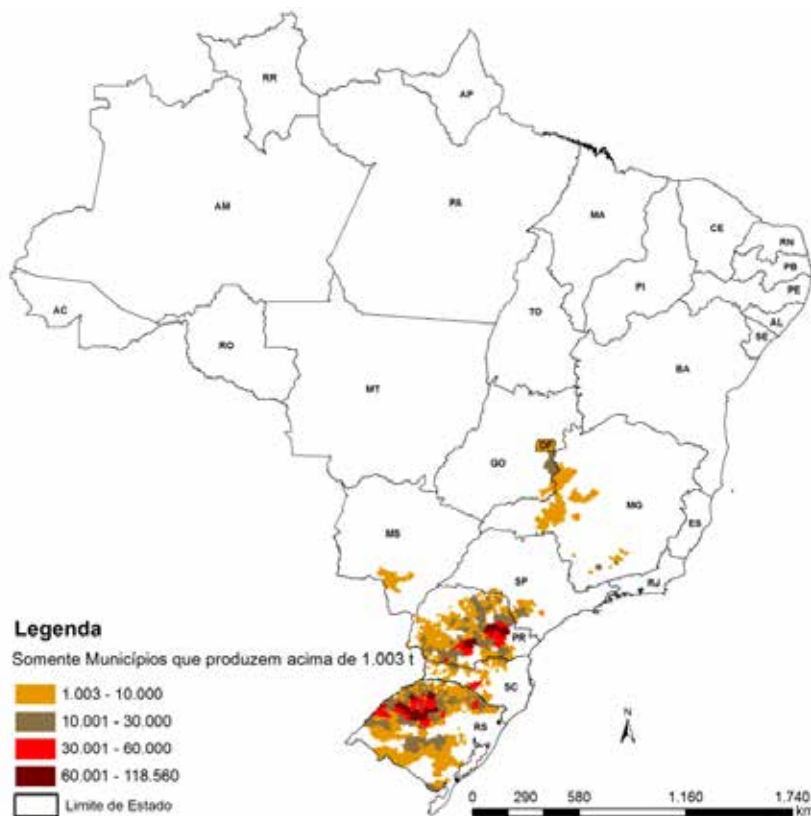 RR
AP
AM
PA
MA
CE
RN
PB
PE
AL
SE
PI
AC
TO
RO
BA
MT
DF
GO
MG
ES
MS
SP
RJ
PR
SC
RS
N
Legenda
Somente Municípios que produzem acima de 1.003 t
1.003 - 10.000
10.001 - 30.000
30.001 - 60.000
60.001 - 118.560
Limite de Estado
0 290 580 1.160 1.740
km